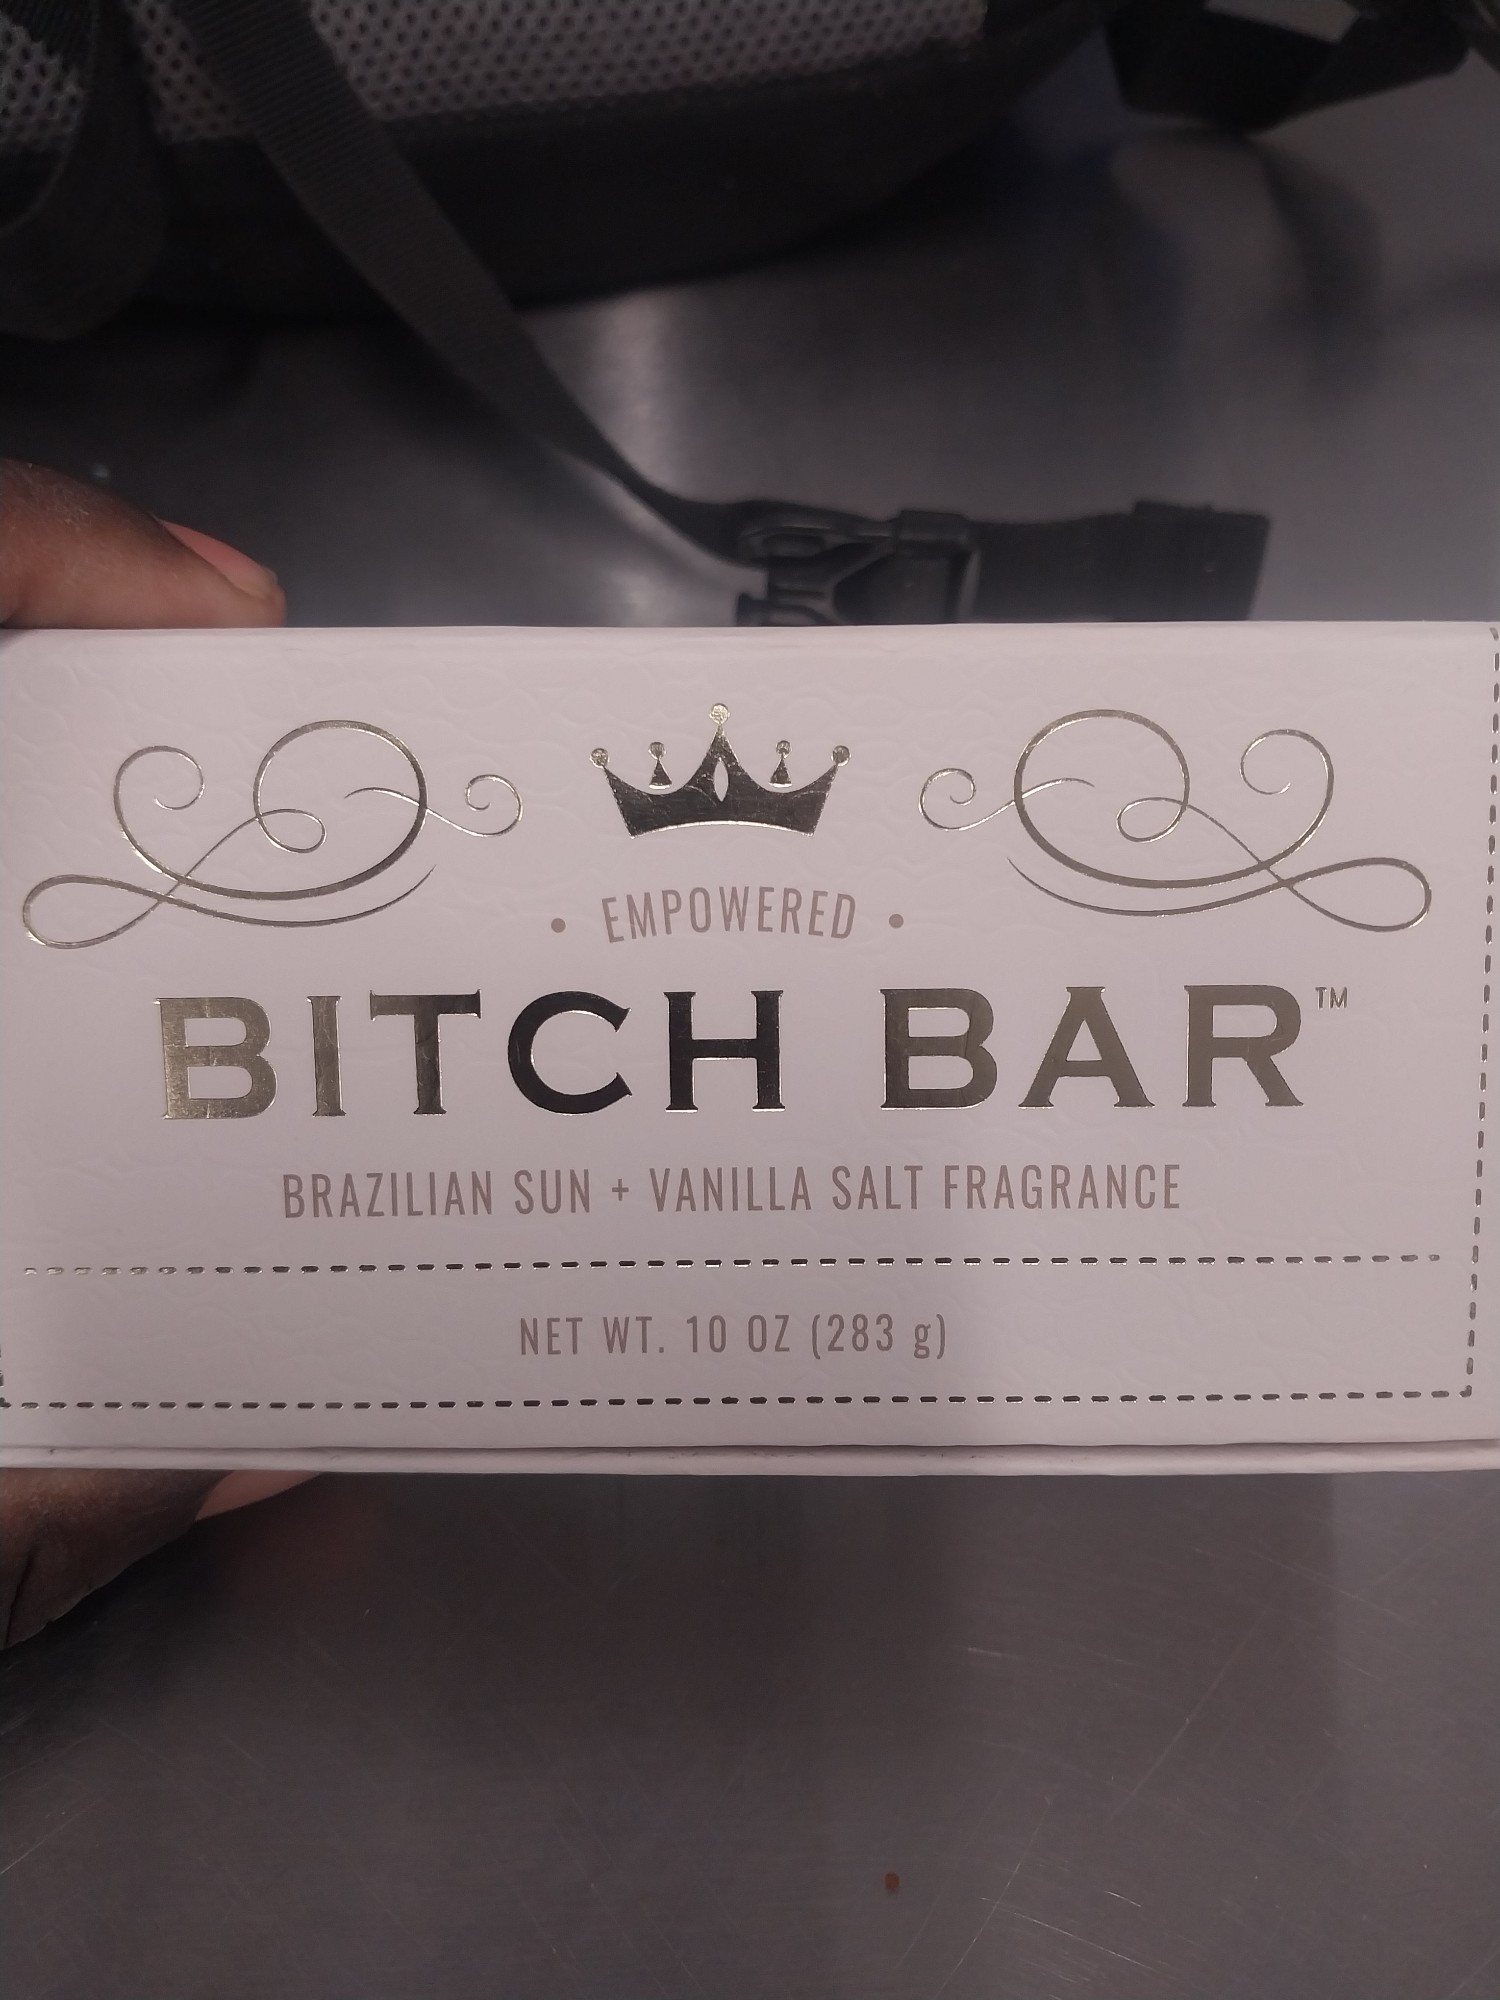 • EMPOWERED •
BITCH BAR™
BRAZILIAN SUN + VANILLA SALT FRAGRANCE
NET WT. 10 OZ (283 g)